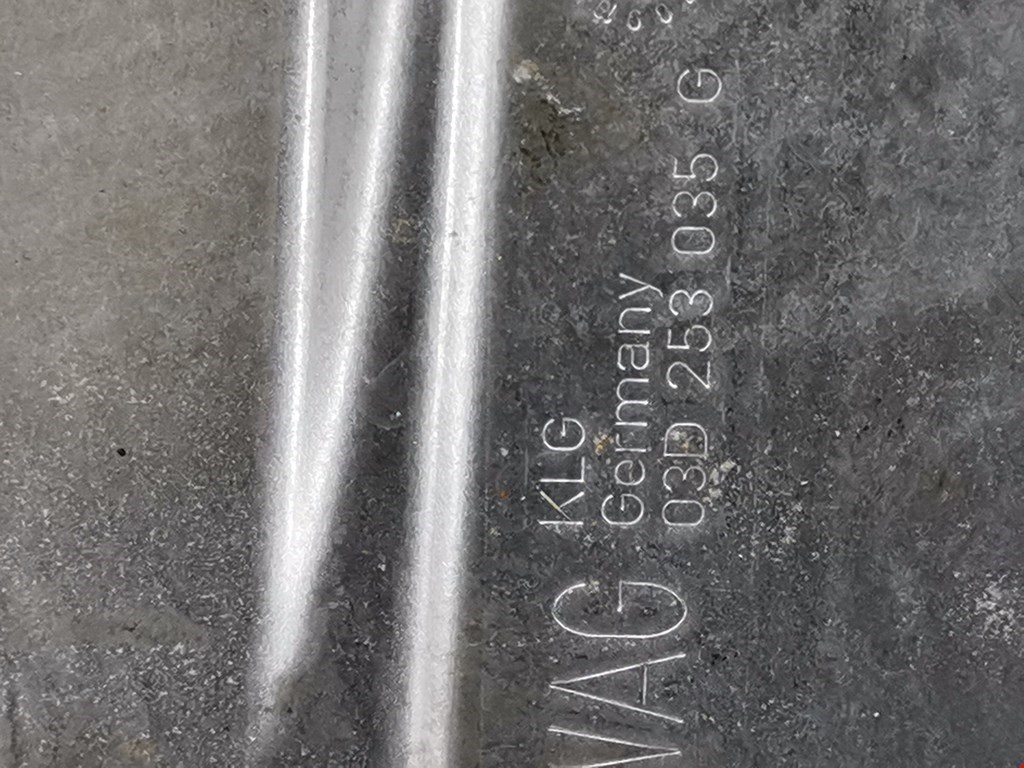 VAG
KLG
Germany
03D 253 035 G